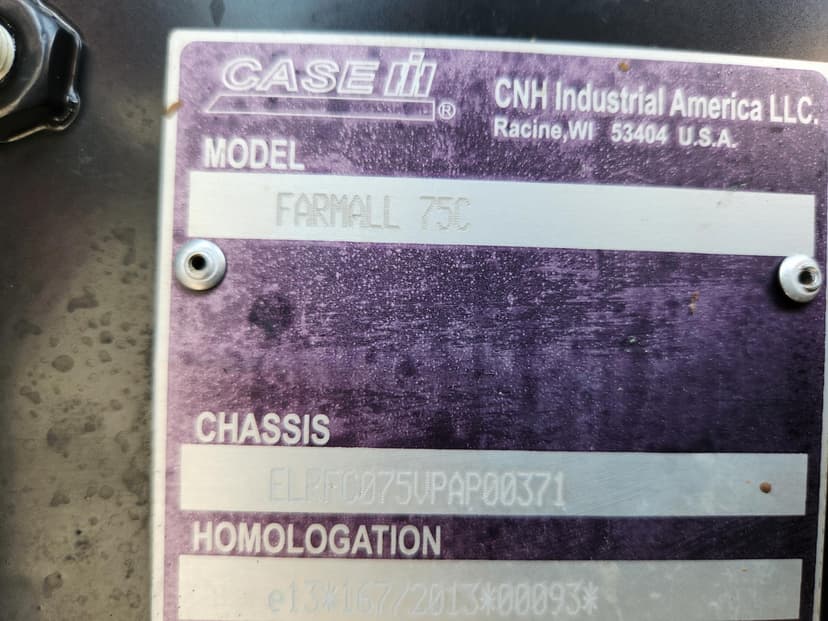 CASE IH ®
CNH Industrial America LLC.
Racine,WI 53404 U.S.A.
MODEL
FARMALL 75C
CHASSIS
ELRFC075VPAP00371
HOMOLOGATION
e13*167/2013*00093*